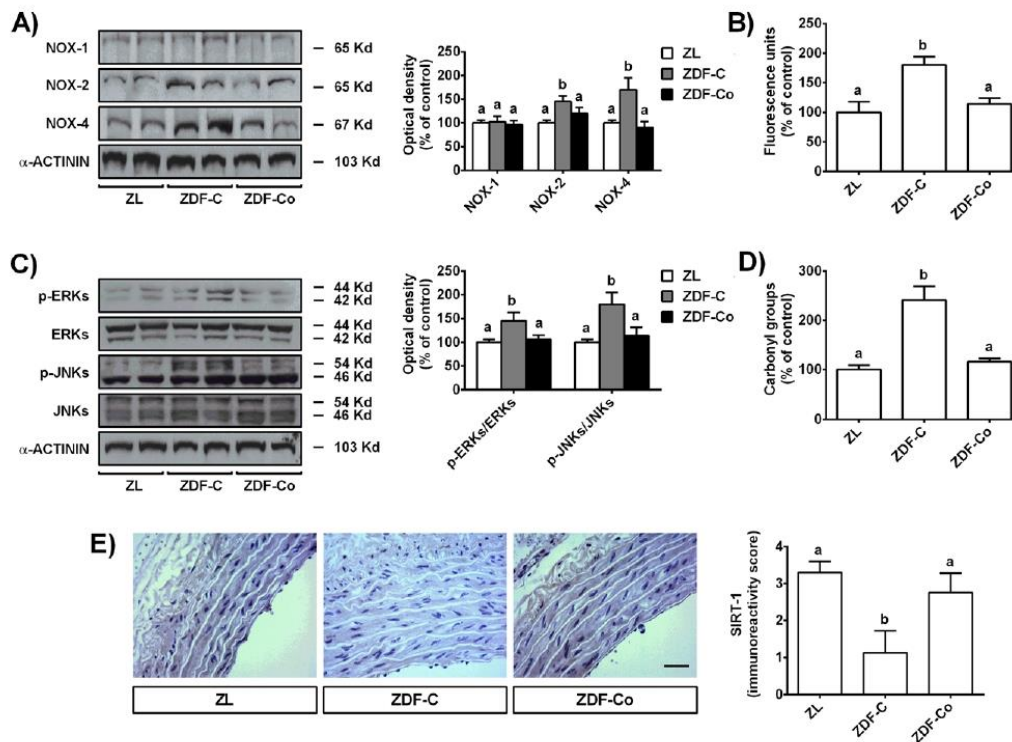 A)
NOX-1
NOX-2
NOX-4
α-ACTININ
65 Kd
65 Kd
67 Kd
103 Kd
ZL ZDF-C ZDF-Co
Optical density
(% of control)
250
200
150
100
50
0
a a a a b a a b a
NOX-1 NOX-2 NOX-4
ZL
ZDF-C
ZDF-Co
B)
Fluorescence units
(% of control)
250
200
150
100
50
0
a b a
ZL ZDF-C ZDF-Co
C)
p-ERKs
ERKs
p-JNKs
JNKs
α-ACTININ
44 Kd
42 Kd
44 Kd
42 Kd
54 Kd
46 Kd
54 Kd
46 Kd
103 Kd
ZL ZDF-C ZDF-Co
Optical density
(% of control)
250
200
150
100
50
0
a b a a b a
p-ERKs/ERKs p-JNKs/JNKs
ZL
ZDF-C
ZDF-Co
D)
Carbonyl groups
(% of control)
300
200
100
0
a b a
ZL ZDF-C ZDF-Co
E)
ZL ZDF-C ZDF-Co
SIRT-1
(immunoreactivity score)
4
3
2
1
0
a b a
ZL ZDF-C ZDF-Co